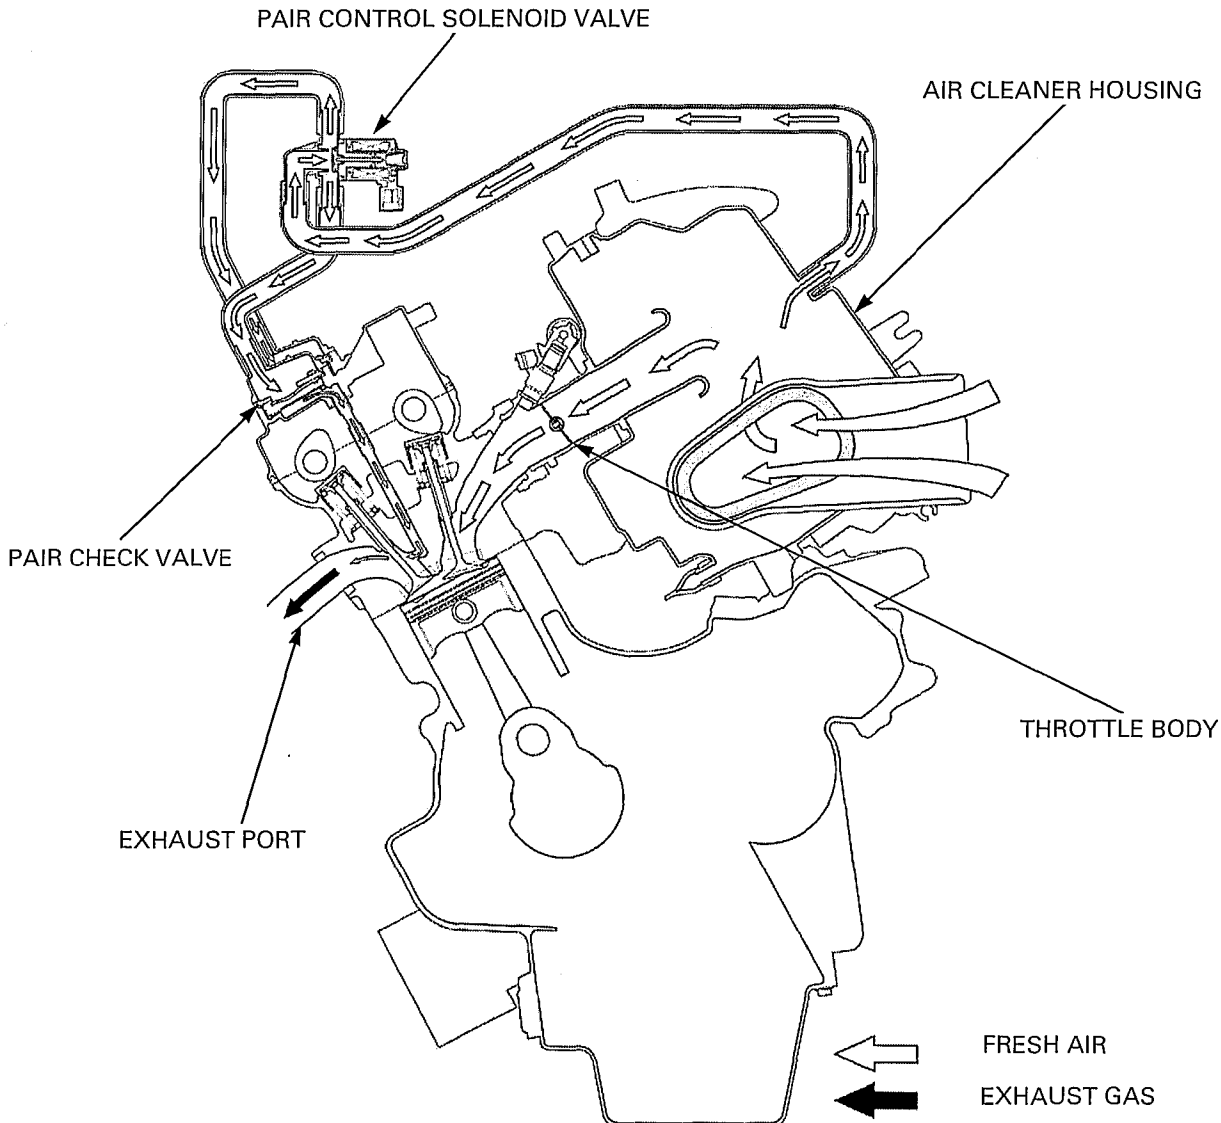 PAIR CONTROL SOLENOID VALVE
AIR CLEANER HOUSING
PAIR CHECK VALVE
THROTTLE BODY
EXHAUST PORT
FRESH AIR
EXHAUST GAS